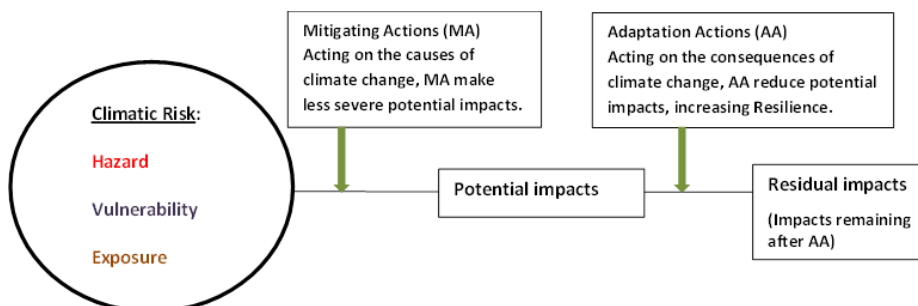 Climatic Risk:
Hazard
Vulnerability
Exposure
Mitigating Actions (MA)
Acting on the causes of
climate change, MA make
less severe potential impacts.
Potential impacts
Adaptation Actions (AA)
Acting on the consequences of
climate change, AA reduce potential
impacts, increasing Resilience.
Residual impacts
(Impacts remaining
after AA)